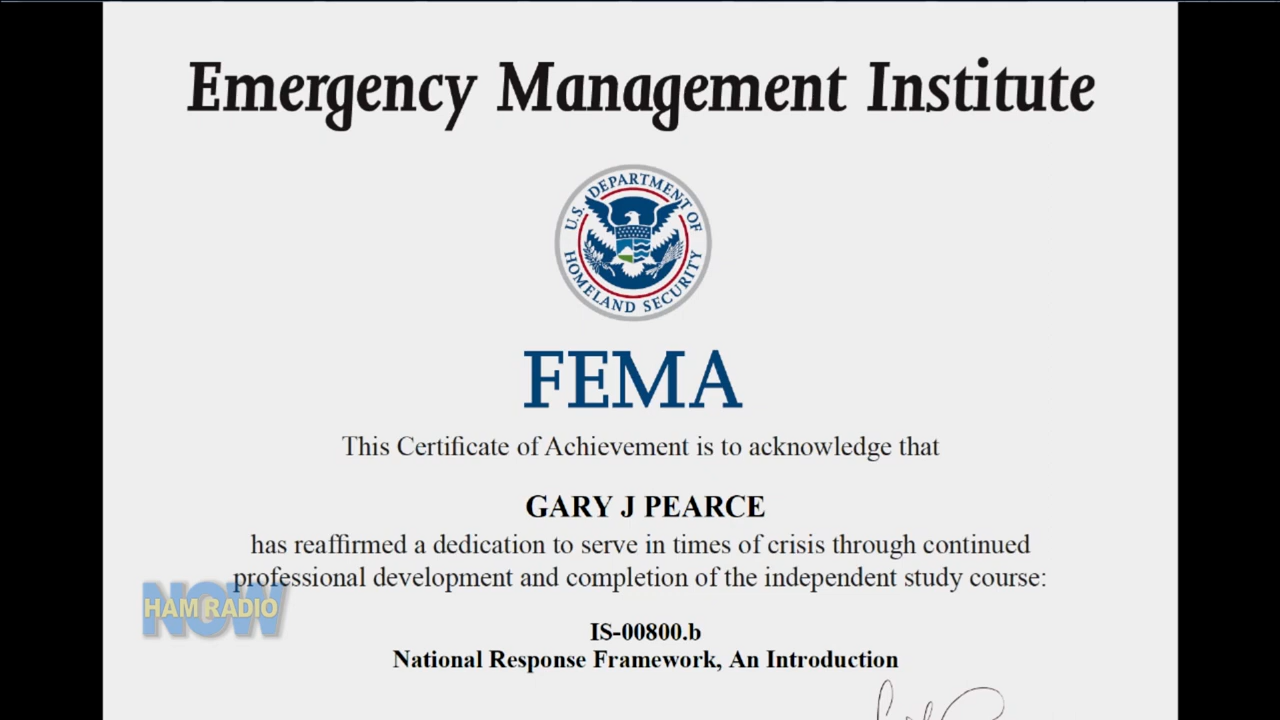 Emergency Management Institute
U.S. DEPARTMENT OF
HOMELAND SECURITY
FEMA
This Certificate of Achievement is to acknowledge that
GARY J PEARCE
has reaffirmed a dedication to serve in times of crisis through continued
professional development and completion of the independent study course:
HAM RADIO
NOW
IS-00800.b
National Response Framework, An Introduction